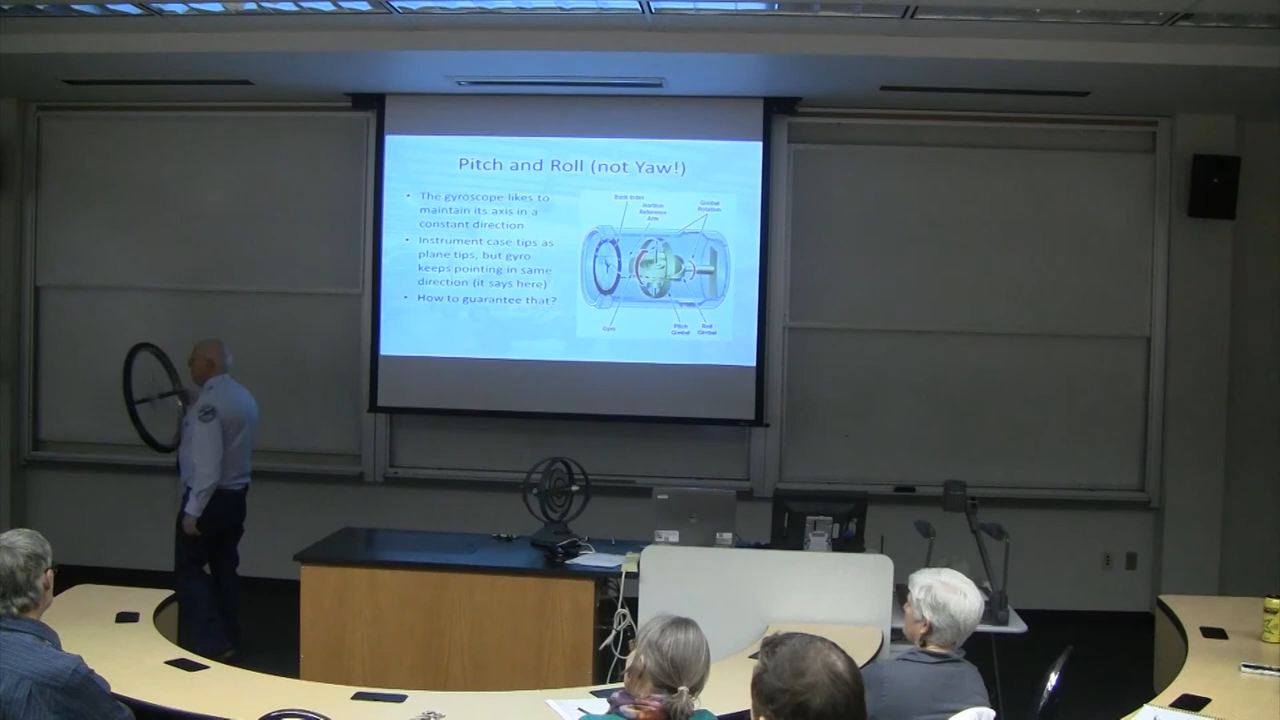 Pitch and Roll (not Yaw!)
• The gyroscope likes to
maintain its axis in a
constant direction
• Instrument case tips as
plane tips, but gyro
keeps pointing in same
direction (it says here)
• How to guarantee that?
Bank Index
Horizon
Reference
Arm
Gimbal
Rotation
Gyro
Pitch
Gimbal
Roll
Gimbal